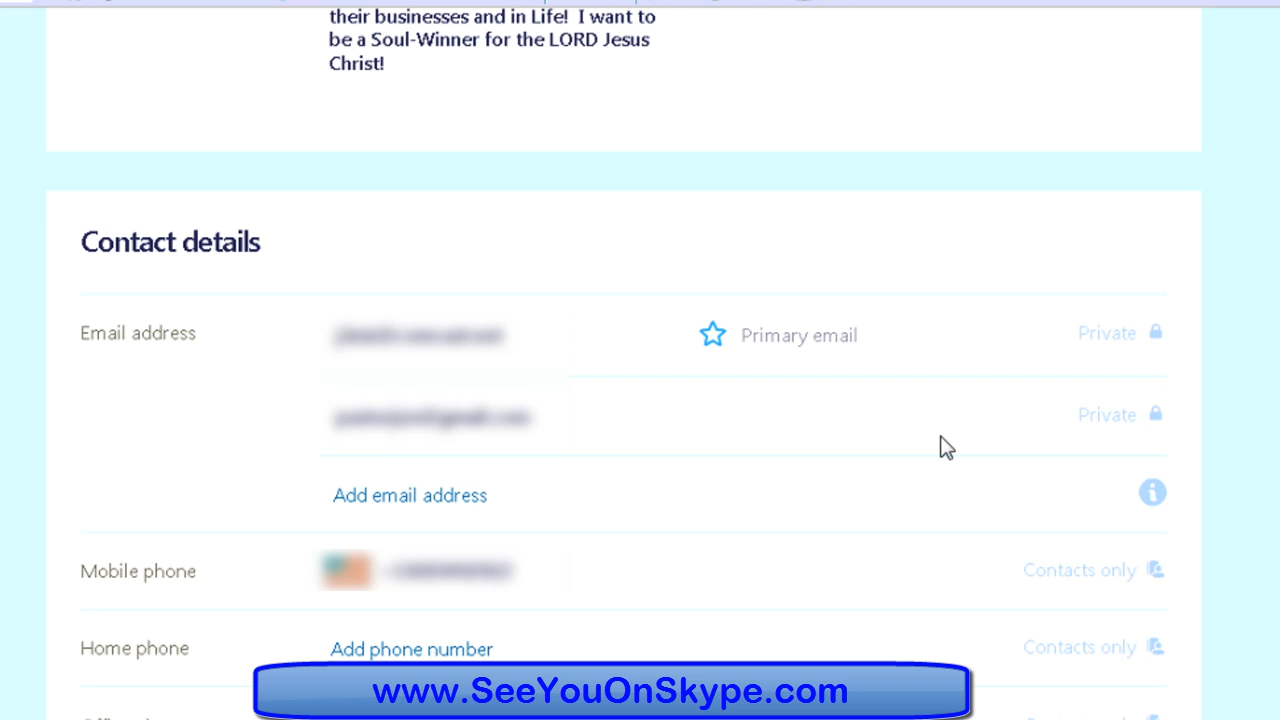 their businesses and in Life! I want to
be a Soul-Winner for the LORD Jesus
Christ!
Contact details
Email address
Primary email
Private
Private
Add email address
Mobile phone
Contacts only
Home phone
Add phone number
Contacts only
www.SeeYouOnSkype.com